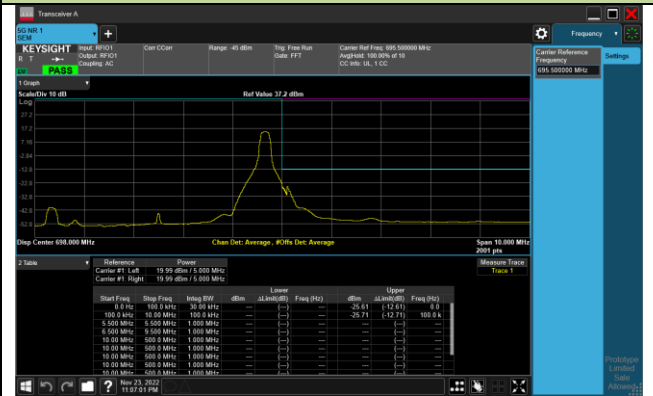 Transceiver A
5G NR 1
SEM
Frequency
KEYSIGHT
R T
PASS
Input: RFIO1
Output: RFIO1
Coupling: AC
Corr CCorr
Range: -45 dBm
Trig: Free Run
Gate: FFT
Carrier Ref Freq: 695.500000 MHz
Avg|Hold: 100.00% of 10
CC Info: UL, 1 CC
Carrier Reference
Frequency
695.500000 MHz
Settings
1 Graph
Scale/Div 10 dB
Ref Value 37.2 dBm
Log
27.2
17.2
7.16
-2.84
-12.8
-22.8
-32.8
-42.8
-52.8
Disp Center 698.000 MHz
Chan Det: Average , #Offs Det: Average
Span 10.000 MHz
2001 pts
2 Table
Reference Power
Carrier #1 Left 19.99 dBm / 5.000 MHz
Carrier #1 Right 19.99 dBm / 5.000 MHz
Measure Trace
Trace 1
Lower Upper
Start Freq Stop Freq Integ BW dBm ΔLimit(dB) Freq (Hz) dBm ΔLimit(dB) Freq (Hz)
0.0 Hz 100.0 kHz 30.00 kHz --- (---) --- -25.61 (-12.61) 0.0
100.0 kHz 10.00 MHz 100.0 kHz --- (---) --- -25.71 (-12.71) 100.0 k
5.500 MHz 5.500 MHz 1.000 MHz --- (---) --- --- (---) ---
6.500 MHz 9.500 MHz 1.000 MHz --- (---) --- --- (---) ---
10.00 MHz 500.0 MHz 1.000 MHz --- (---) --- --- (---) ---
10.00 MHz 500.0 MHz 1.000 MHz --- (---) --- --- (---) ---
10.00 MHz 500.0 MHz 1.000 MHz --- (---) --- --- (---) ---
10.00 MHz 500.0 MHz 1.000 MHz --- (---) --- --- (---) ---
10.00 MHz 500.0 MHz 1.000 MHz
Prototype
Limited
Sale
Allowed
?
Nov 23, 2022
11:07:01 PM